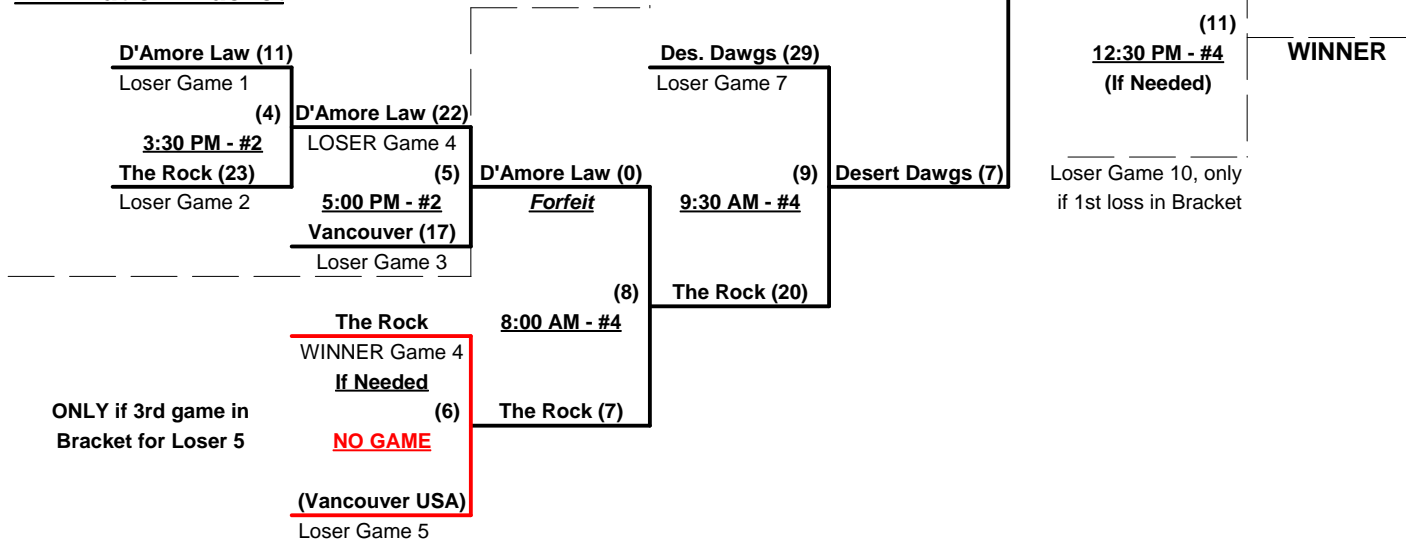 D'Amore Law (11)
Loser Game 1
(4)
3:30 PM - #2
The Rock (23)
Loser Game 2
D'Amore Law (22)
LOSER Game 4
(5)
5:00 PM - #2
Vancouver (17)
Loser Game 3
D'Amore Law (0)
Forfeit
(8)
8:00 AM - #4
The Rock
WINNER Game 4
If Needed
(6)
NO GAME
(Vancouver USA)
Loser Game 5
ONLY if 3rd game in
Bracket for Loser 5
The Rock (7)
Des. Dawgs (29)
Loser Game 7
(9)
9:30 AM - #4
The Rock (20)
Desert Dawgs (7)
(11)
12:30 PM - #4
(If Needed)
WINNER
Loser Game 10, only
if 1st loss in Bracket